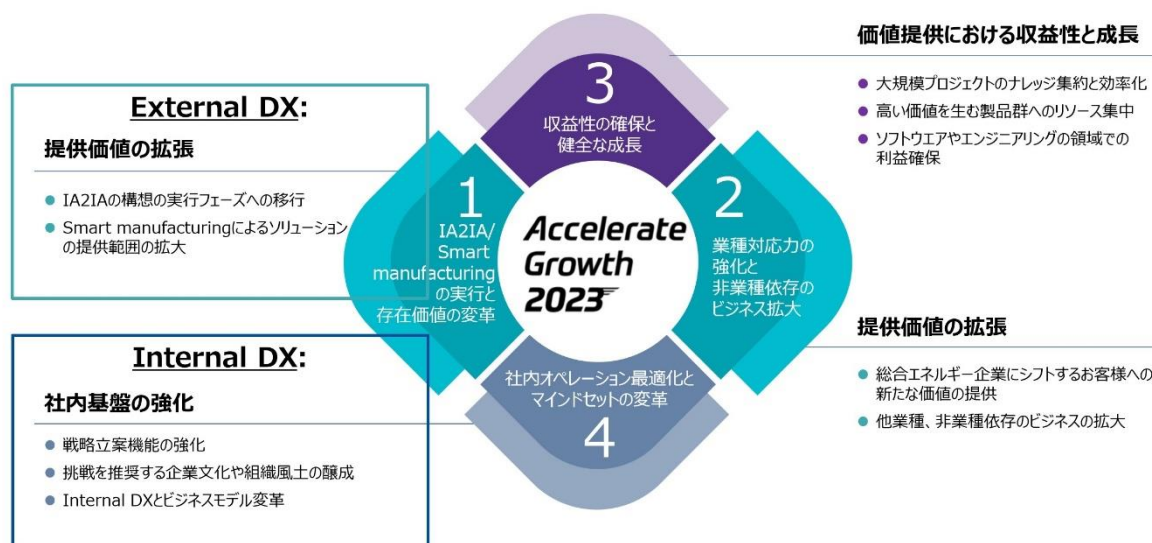 External DX:
提供価値の拡張
● IA2IAの構想の実行フェーズへの移行
● Smart manufacturingによるソリューション
の提供範囲の拡大
Internal DX:
社内基盤の強化
● 戦略立案機能の強化
● 挑戦を推奨する企業文化や組織風土の醸成
● Internal DXとビジネスモデル変革
3
収益性の確保と
健全な成長
1
IA2IA/
Smart
manufacturing
の実行と
存在価値の変革
Accelerate
Growth
2023
2
業種対応力の
強化と
非業種依存の
ビジネス拡大
社内オペレーション最適化と
マインドセットの変革
4
価値提供における収益性と成長
● 大規模プロジェクトのナレッジ集約と効率化
● 高い価値を生む製品群へのリソース集中
● ソフトウエアやエンジニアリングの領域での
利益確保
提供価値の拡張
● 総合エネルギー企業にシフトするお客様への
新たな価値の提供
● 他業種、非業種依存のビジネスの拡大